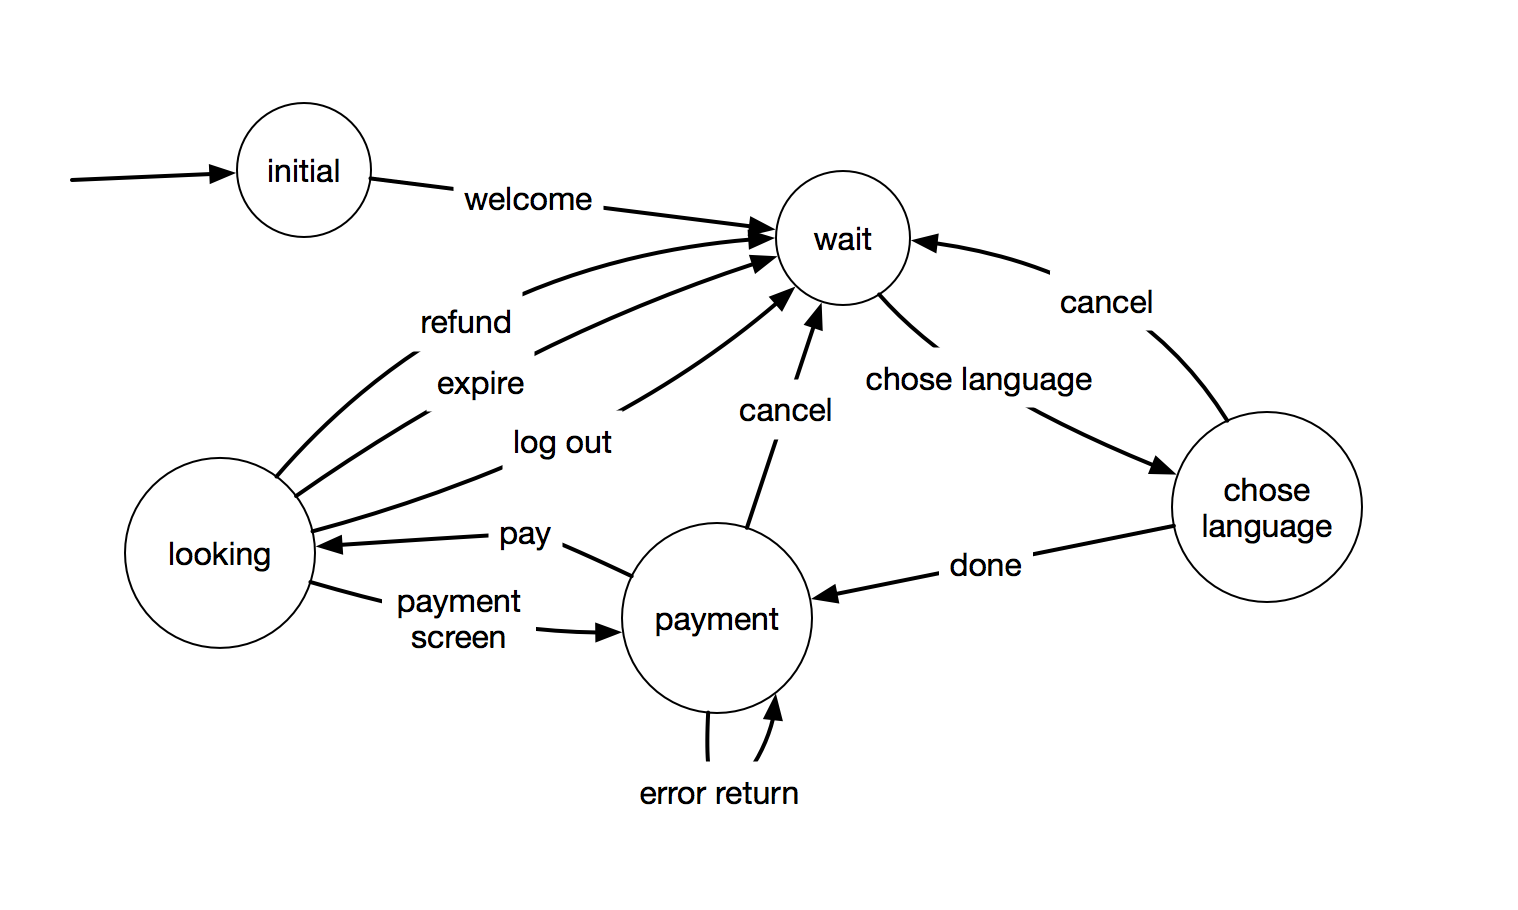 initial
welcome
wait
refund
cancel
expire
chose language
cancel
log out
chose
language
pay
looking
done
payment
screen
payment
error return